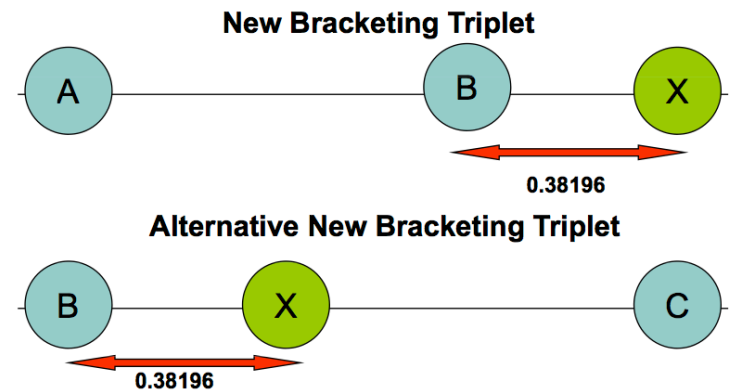 New Bracketing Triplet
A B X
0.38196
Alternative New Bracketing Triplet
B X C
0.38196